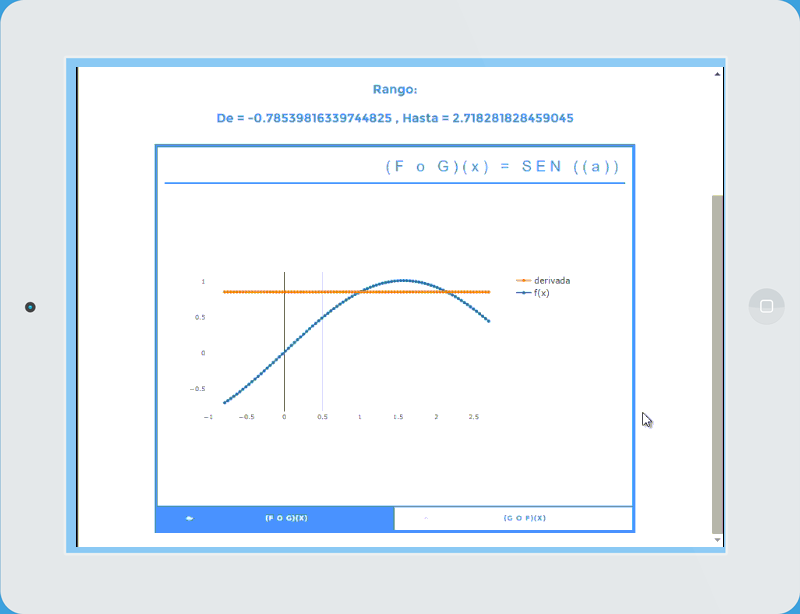 Rango:
De = -0.78539816339744825 , Hasta = 2.718281828459045
(F o G)(x) = SEN ((a))
derivada
f(x)
1
0.5
0
−0.5
−1 −0.5 0 0.5 1 1.5 2 2.5
(F O G)(X) (G O F)(X)